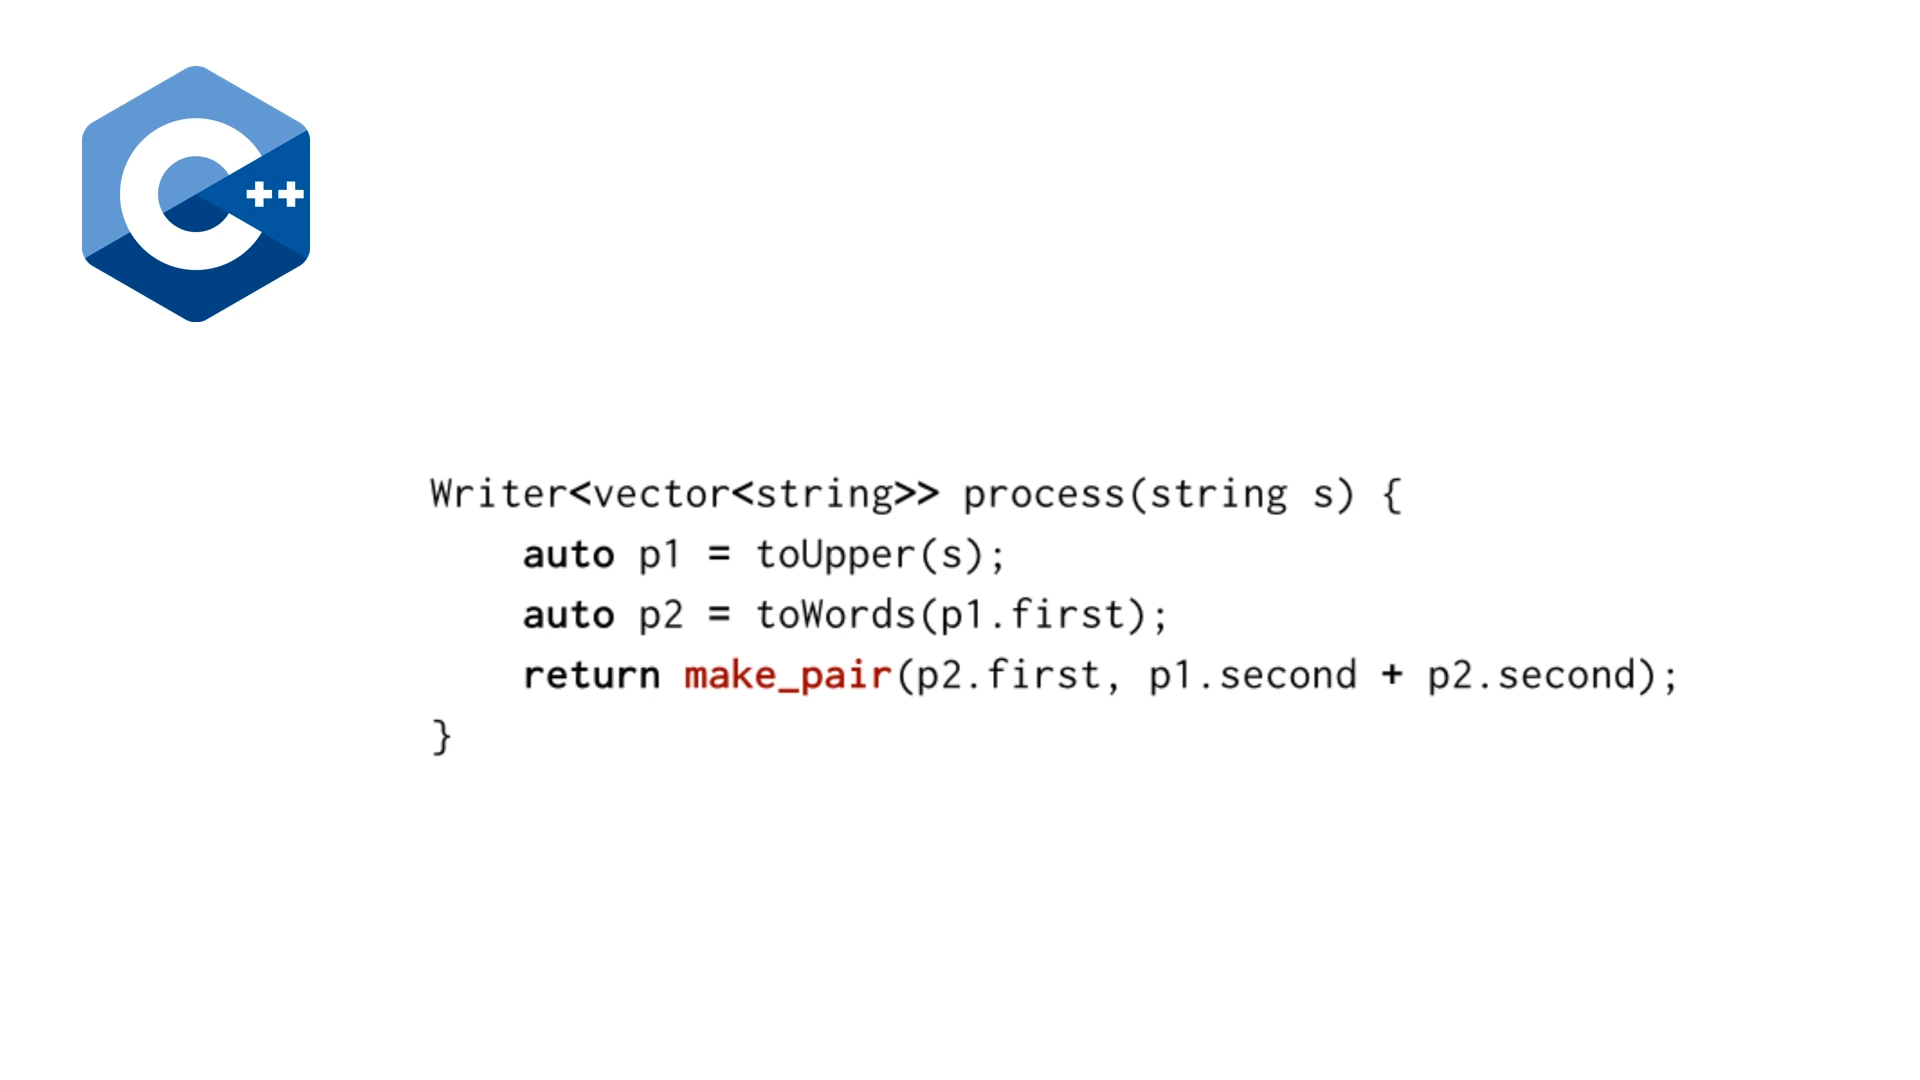 C++
Writer<vector<string>> process(string s) {
    auto p1 = toUpper(s);
    auto p2 = toWords(p1.first);
    return make_pair(p2.first, p1.second + p2.second);
}